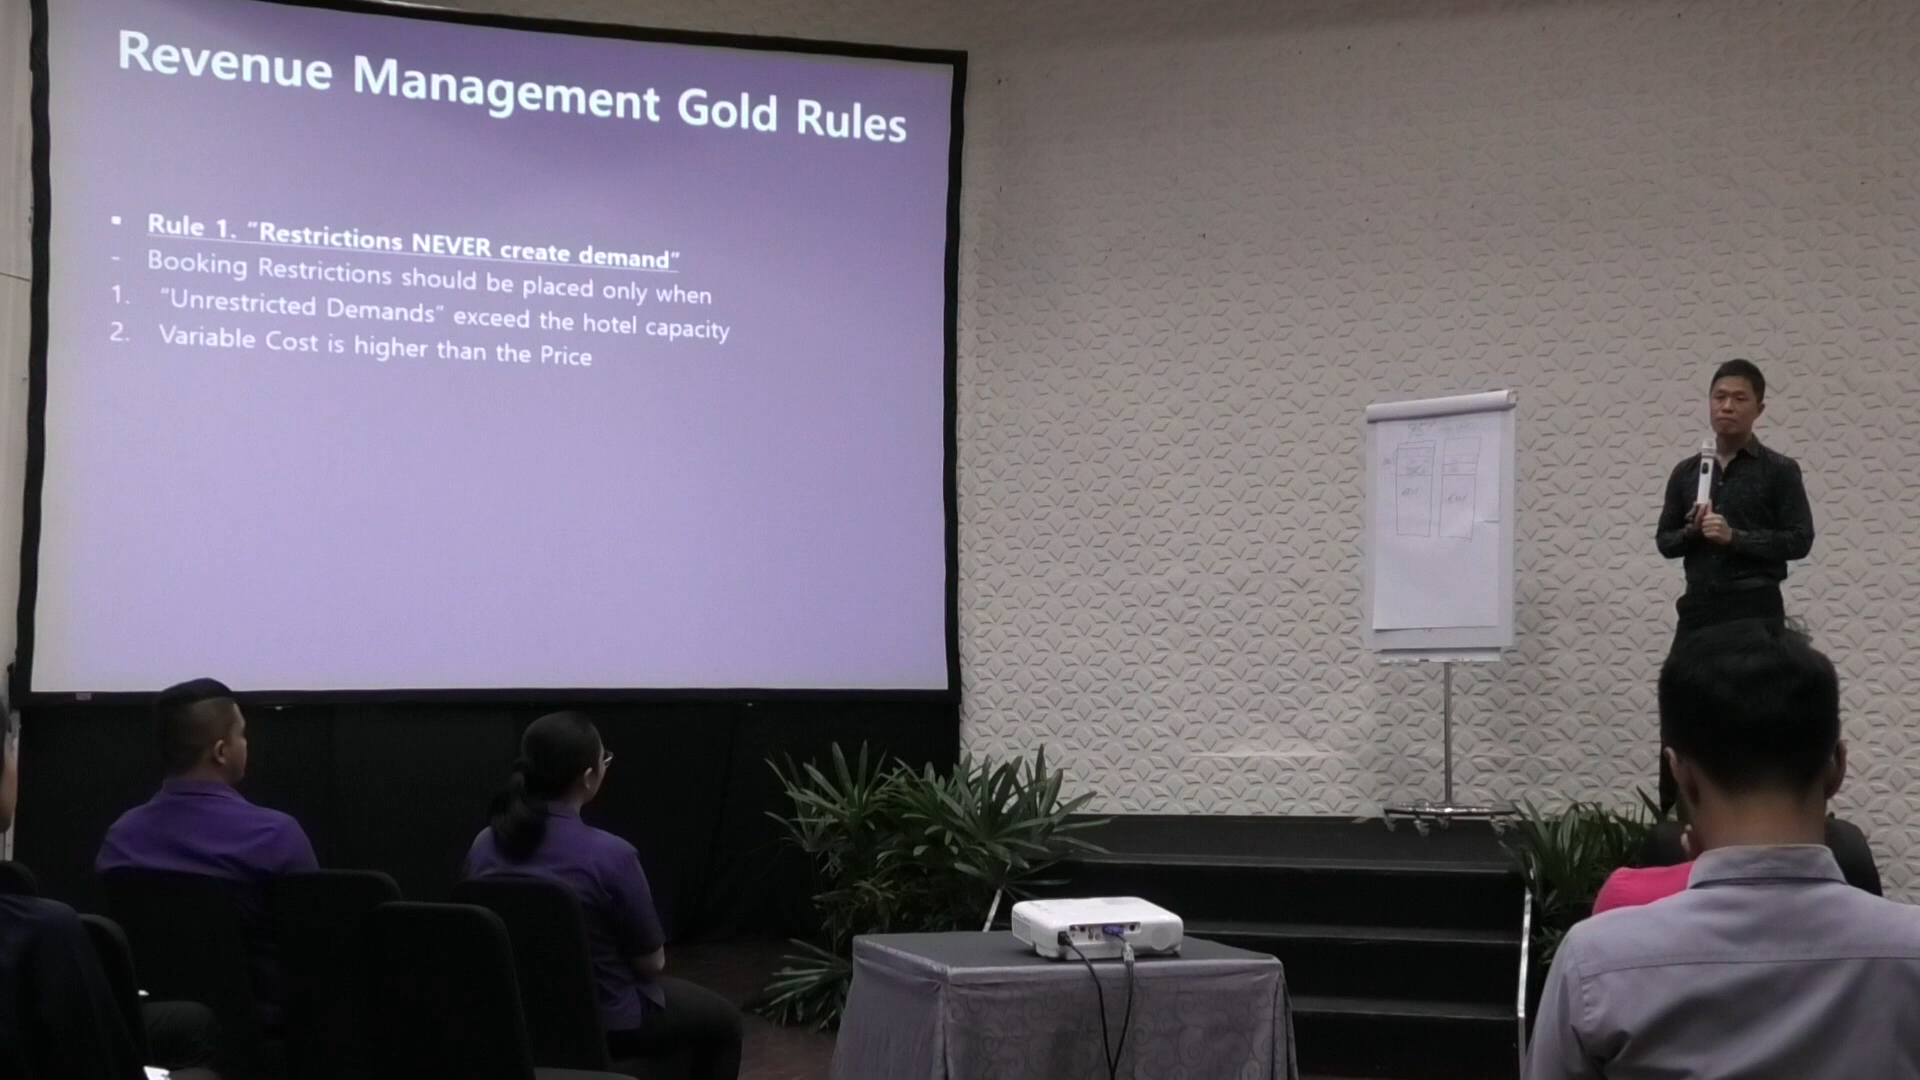 Revenue Management Gold Rules
▪ Rule 1. “Restrictions NEVER create demand”
- Booking Restrictions should be placed only when
1. “Unrestricted Demands” exceed the hotel capacity
2. Variable Cost is higher than the Price